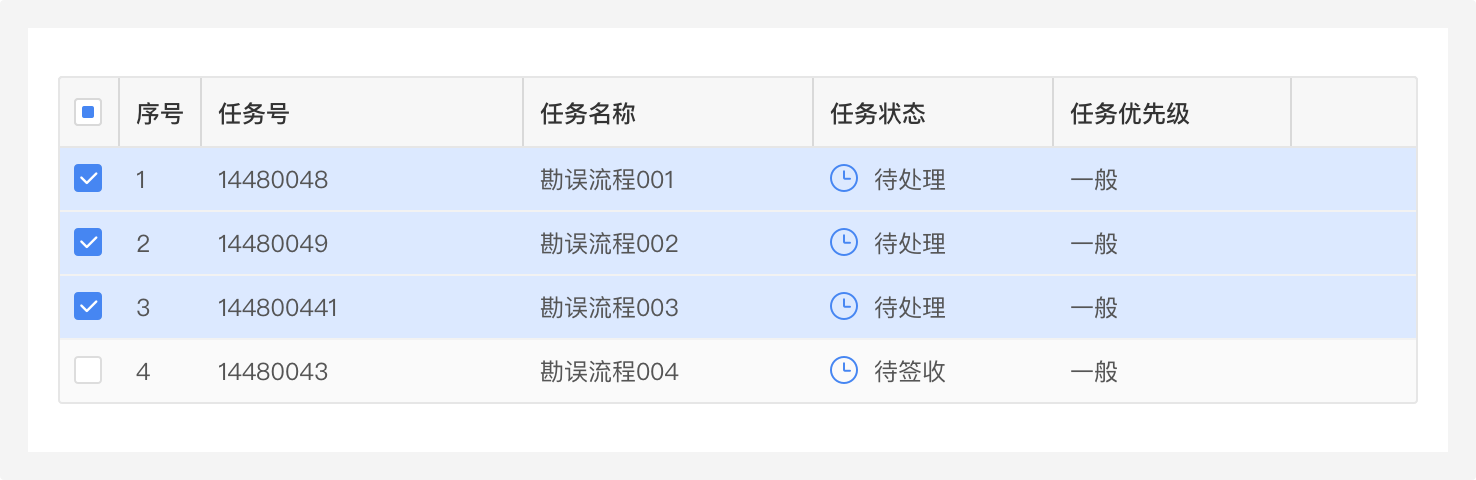 序号 任务号 任务名称 任务状态 任务优先级
1 14480048 勘误流程001 待处理 一般
2 14480049 勘误流程002 待处理 一般
3 144800441 勘误流程003 待处理 一般
4 14480043 勘误流程004 待签收 一般